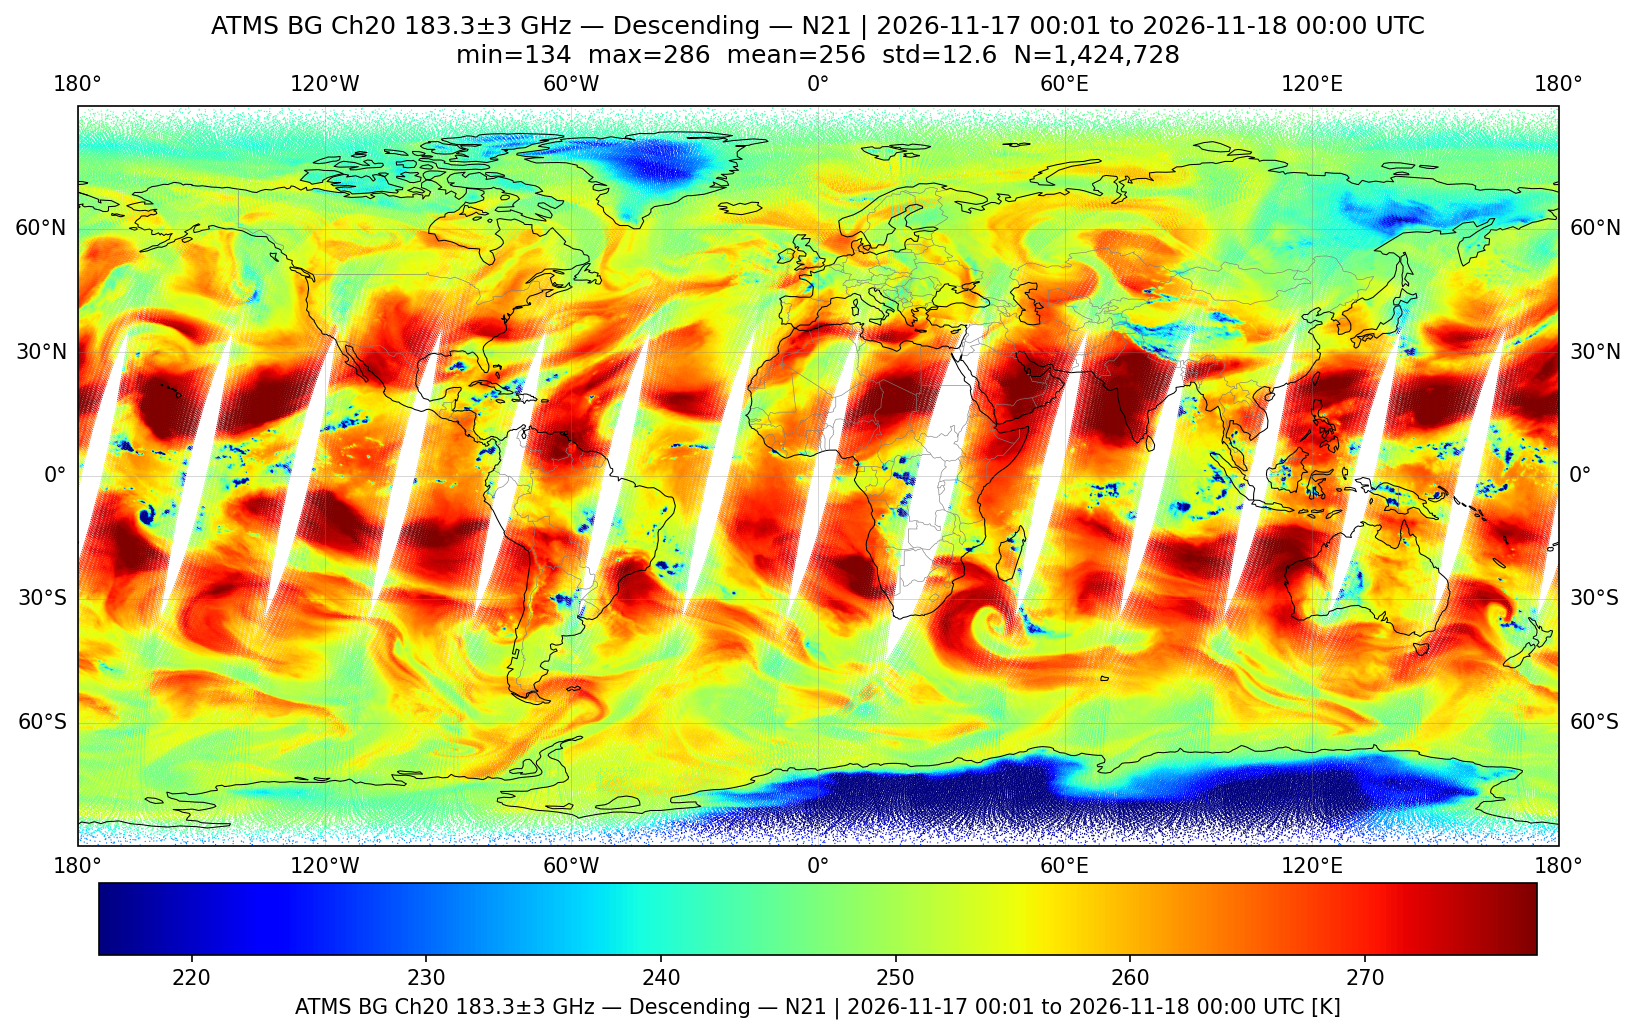 ATMS BG Ch20 183.3±3 GHz — Descending — N21 | 2026-11-17 00:01 to 2026-11-18 00:00 UTC
min=134 max=286 mean=256 std=12.6 N=1,424,728
180° 120°W 60°W 0° 60°E 120°E 180°
60°N 60°N
30°N 30°N
0° 0°
30°S 30°S
60°S 60°S
180° 120°W 60°W 0° 60°E 120°E 180°
220 230 240 250 260 270
ATMS BG Ch20 183.3±3 GHz — Descending — N21 | 2026-11-17 00:01 to 2026-11-18 00:00 UTC [K]